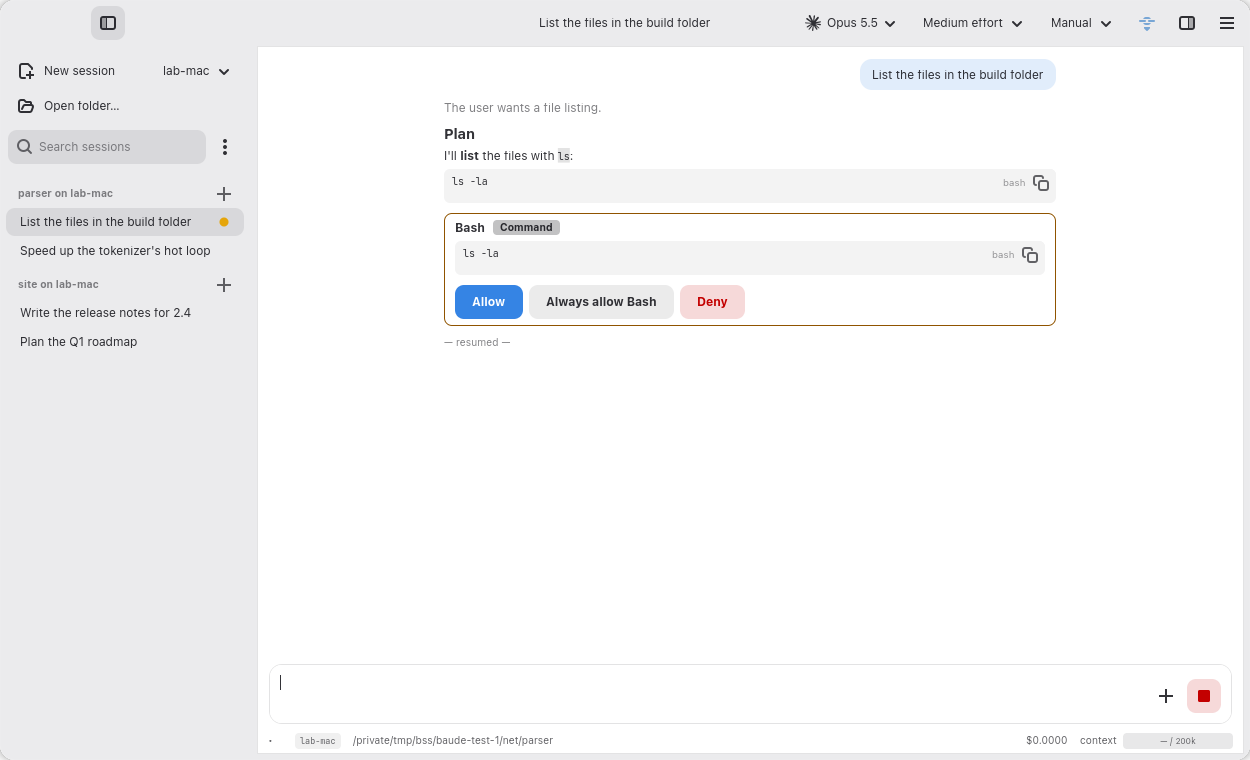 List the files in the build folder
Opus 5.5
Medium effort
Manual
New session
lab-mac
Open folder...
Search sessions
parser on lab-mac
List the files in the build folder
Speed up the tokenizer's hot loop
site on lab-mac
Write the release notes for 2.4
Plan the Q1 roadmap
List the files in the build folder
The user wants a file listing.
Plan
I'll list the files with ls:
ls -la
bash
Bash Command
ls -la
bash
Allow
Always allow Bash
Deny
— resumed —
· lab-mac /private/tmp/bss/baude-test-1/net/parser
$0.0000 context — / 200k